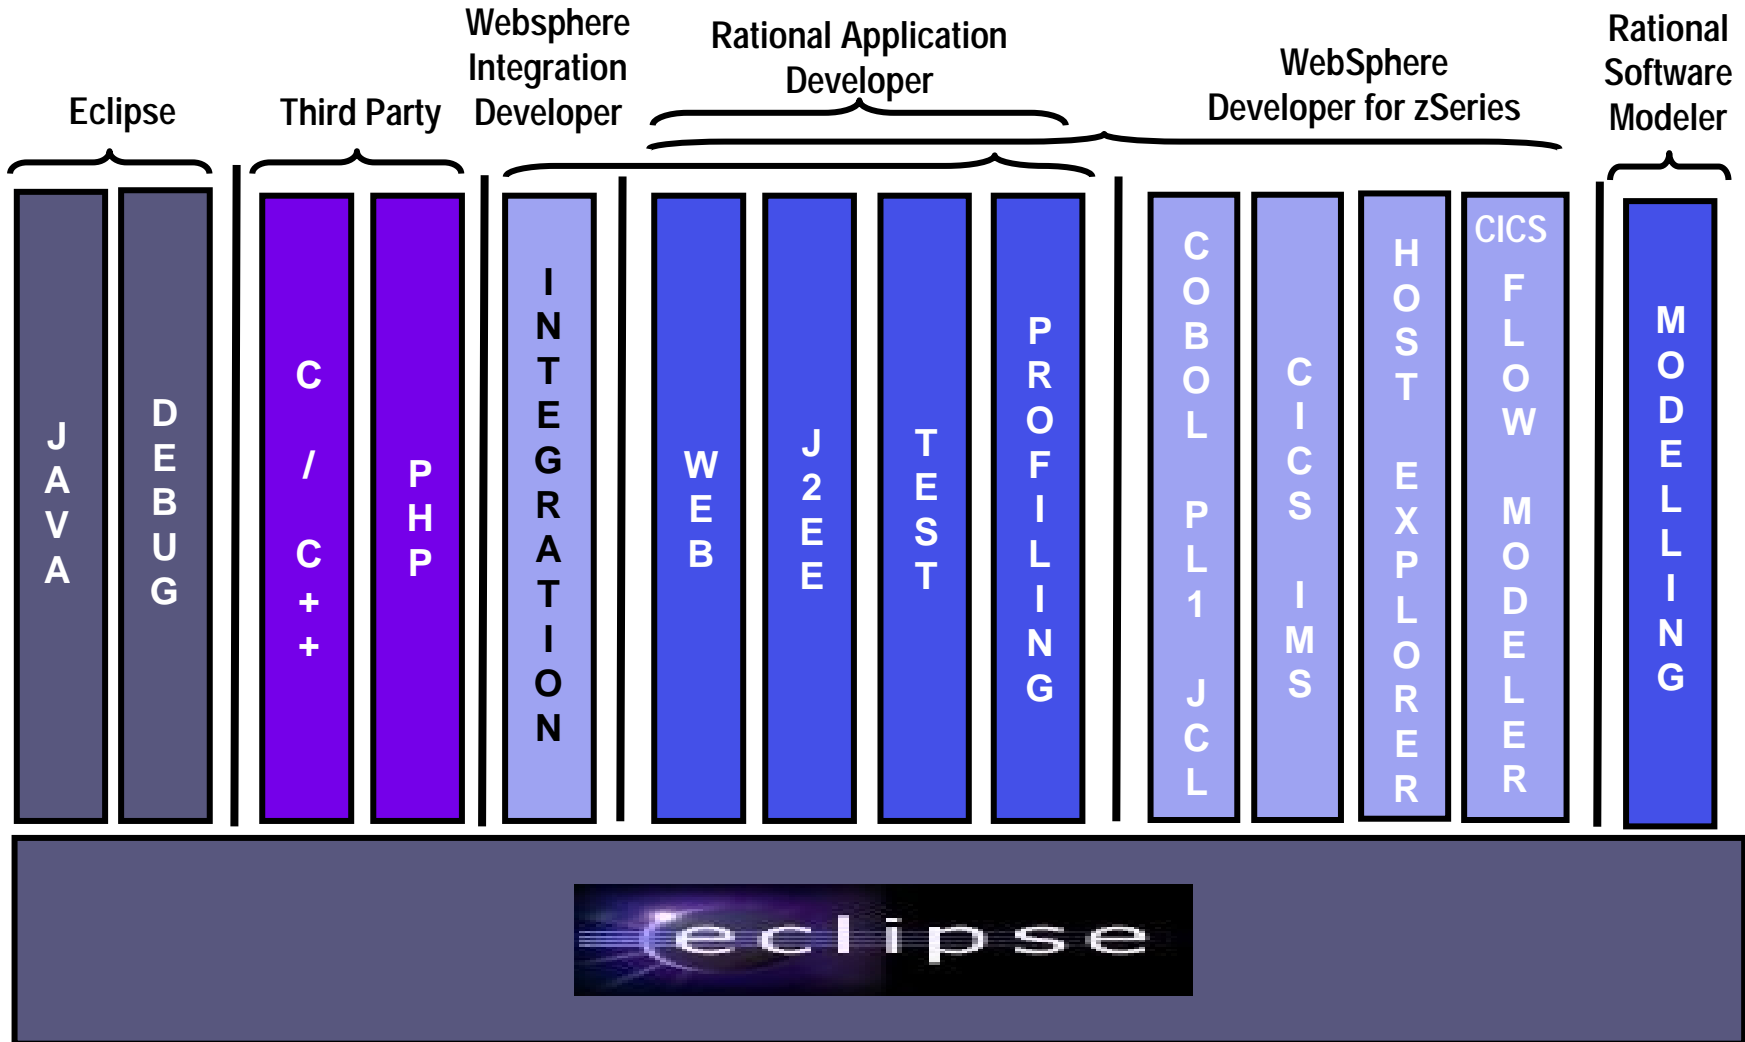 Websphere
Integration
Developer
Rational Application
Developer
WebSphere
Developer for zSeries
Rational
Software
Modeler
Eclipse
Third Party
JAVA
DEBUG
C / C++
PHP
INTEGRATION
WEB
J2EE
TEST
PROFILING
COBOL PL1 JCL
CICS IMS
HOST EXPLORER
CICS
FLOW MODELER
MODELLING
eclipse